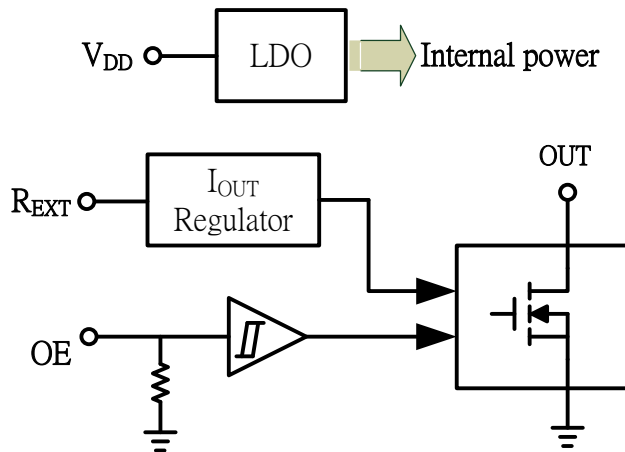 VDD
LDO
Internal power
OUT
REXT
IOUT
Regulator
OE